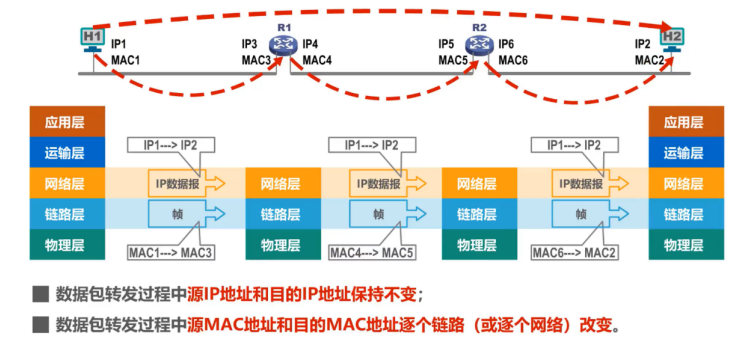 H1 R1 R2 H2
IP1 IP3 IP4 IP5 IP6 IP2
MAC1 MAC3 MAC4 MAC5 MAC6 MAC2
应用层 应用层
运输层 IP1---> IP2 IP1---> IP2 IP1---> IP2 运输层
网络层 IP数据报 网络层 IP数据报 网络层 IP数据报 网络层
链路层 帧 链路层 帧 链路层 帧 链路层
物理层 MAC1---> MAC3 物理层 MAC4---> MAC5 物理层 MAC6---> MAC2 物理层
数据包转发过程中源IP地址和目的IP地址保持不变；
数据包转发过程中源MAC地址和目的MAC地址逐个链路（或逐个网络）改变。